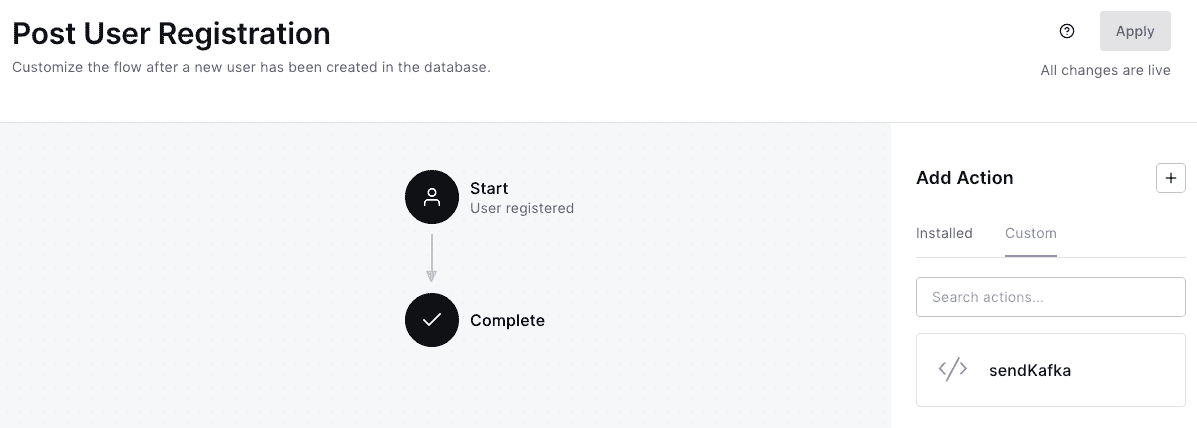 Post User Registration
Apply
Customize the flow after a new user has been created in the database.
All changes are live
Start
User registered
Complete
Add Action
Installed
Custom
Search actions...
sendKafka